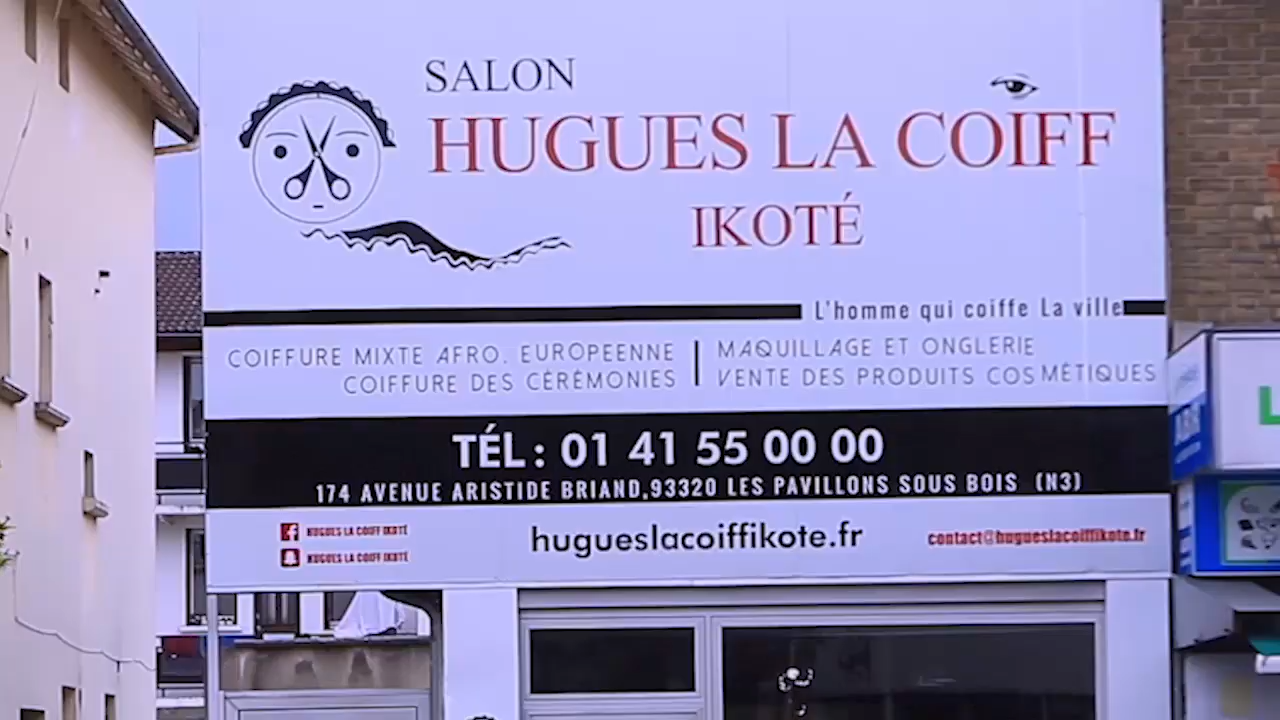 SALON
HUGUES LA COIFF
IKOTÉ
L'homme qui coiffe La ville
COIFFURE MIXTE AFRO. EUROPEENNE
COIFFURE DES CÉRÉMONIES
MAQUILLAGE ET ONGLERIE
VENTE DES PRODUITS COSMÉTIQUES
TÉL: 01 41 55 00 00
174 AVENUE ARISTIDE BRIAND,93320 LES PAVILLONS SOUS BOIS (N3)
HUGUES LA COIFF IKOTÉ
HUGUES LA COIFF IKOTÉ
hugueslacoiffikote.fr
contact@hugueslacoiffikote.fr